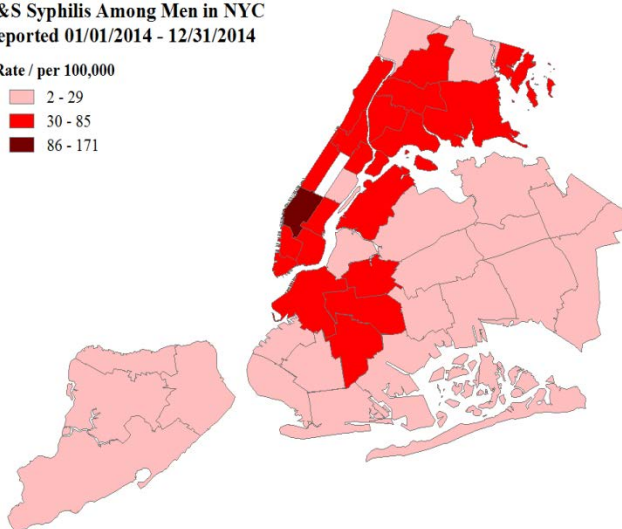 &S Syphilis Among Men in NYC
eported 01/01/2014 - 12/31/2014
Rate / per 100,000
2 - 29
30 - 85
86 - 171